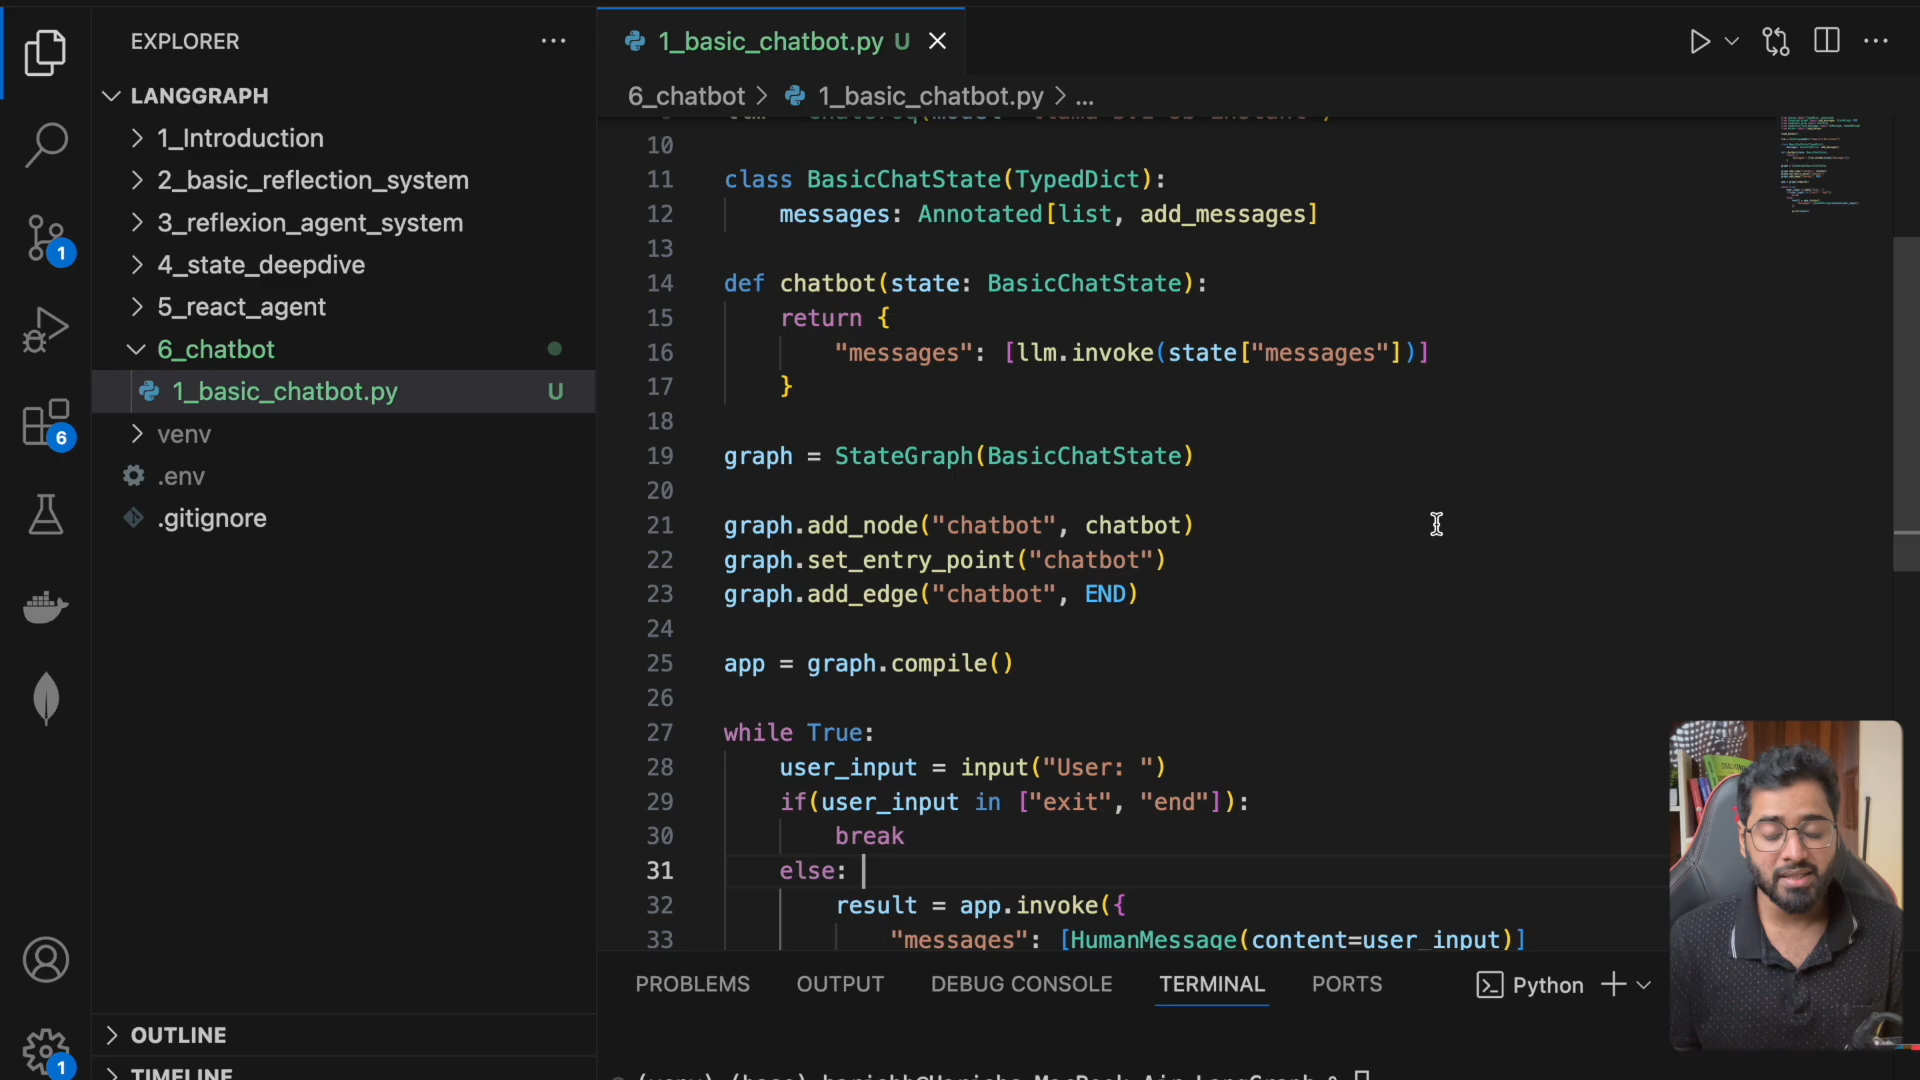 EXPLORER
LANGGRAPH
1_Introduction
2_basic_reflection_system
3_reflexion_agent_system
4_state_deepdive
5_react_agent
6_chatbot
1_basic_chatbot.py U
venv
.env
.gitignore
OUTLINE
TIMELINE
1
6
1
1_basic_chatbot.py U
6_chatbot > 1_basic_chatbot.py > ...
10
11 class BasicChatState(TypedDict):
12 messages: Annotated[list, add_messages]
13
14 def chatbot(state: BasicChatState):
15 return {
16 "messages": [llm.invoke(state["messages"])]
17 }
18
19 graph = StateGraph(BasicChatState)
20
21 graph.add_node("chatbot", chatbot)
22 graph.set_entry_point("chatbot")
23 graph.add_edge("chatbot", END)
24
25 app = graph.compile()
26
27 while True:
28 user_input = input("User: ")
29 if(user_input in ["exit", "end"]):
30 break
31 else:
32 result = app.invoke({
33 "messages": [HumanMessage(content=user_input)]
PROBLEMS OUTPUT DEBUG CONSOLE TERMINAL PORTS Python